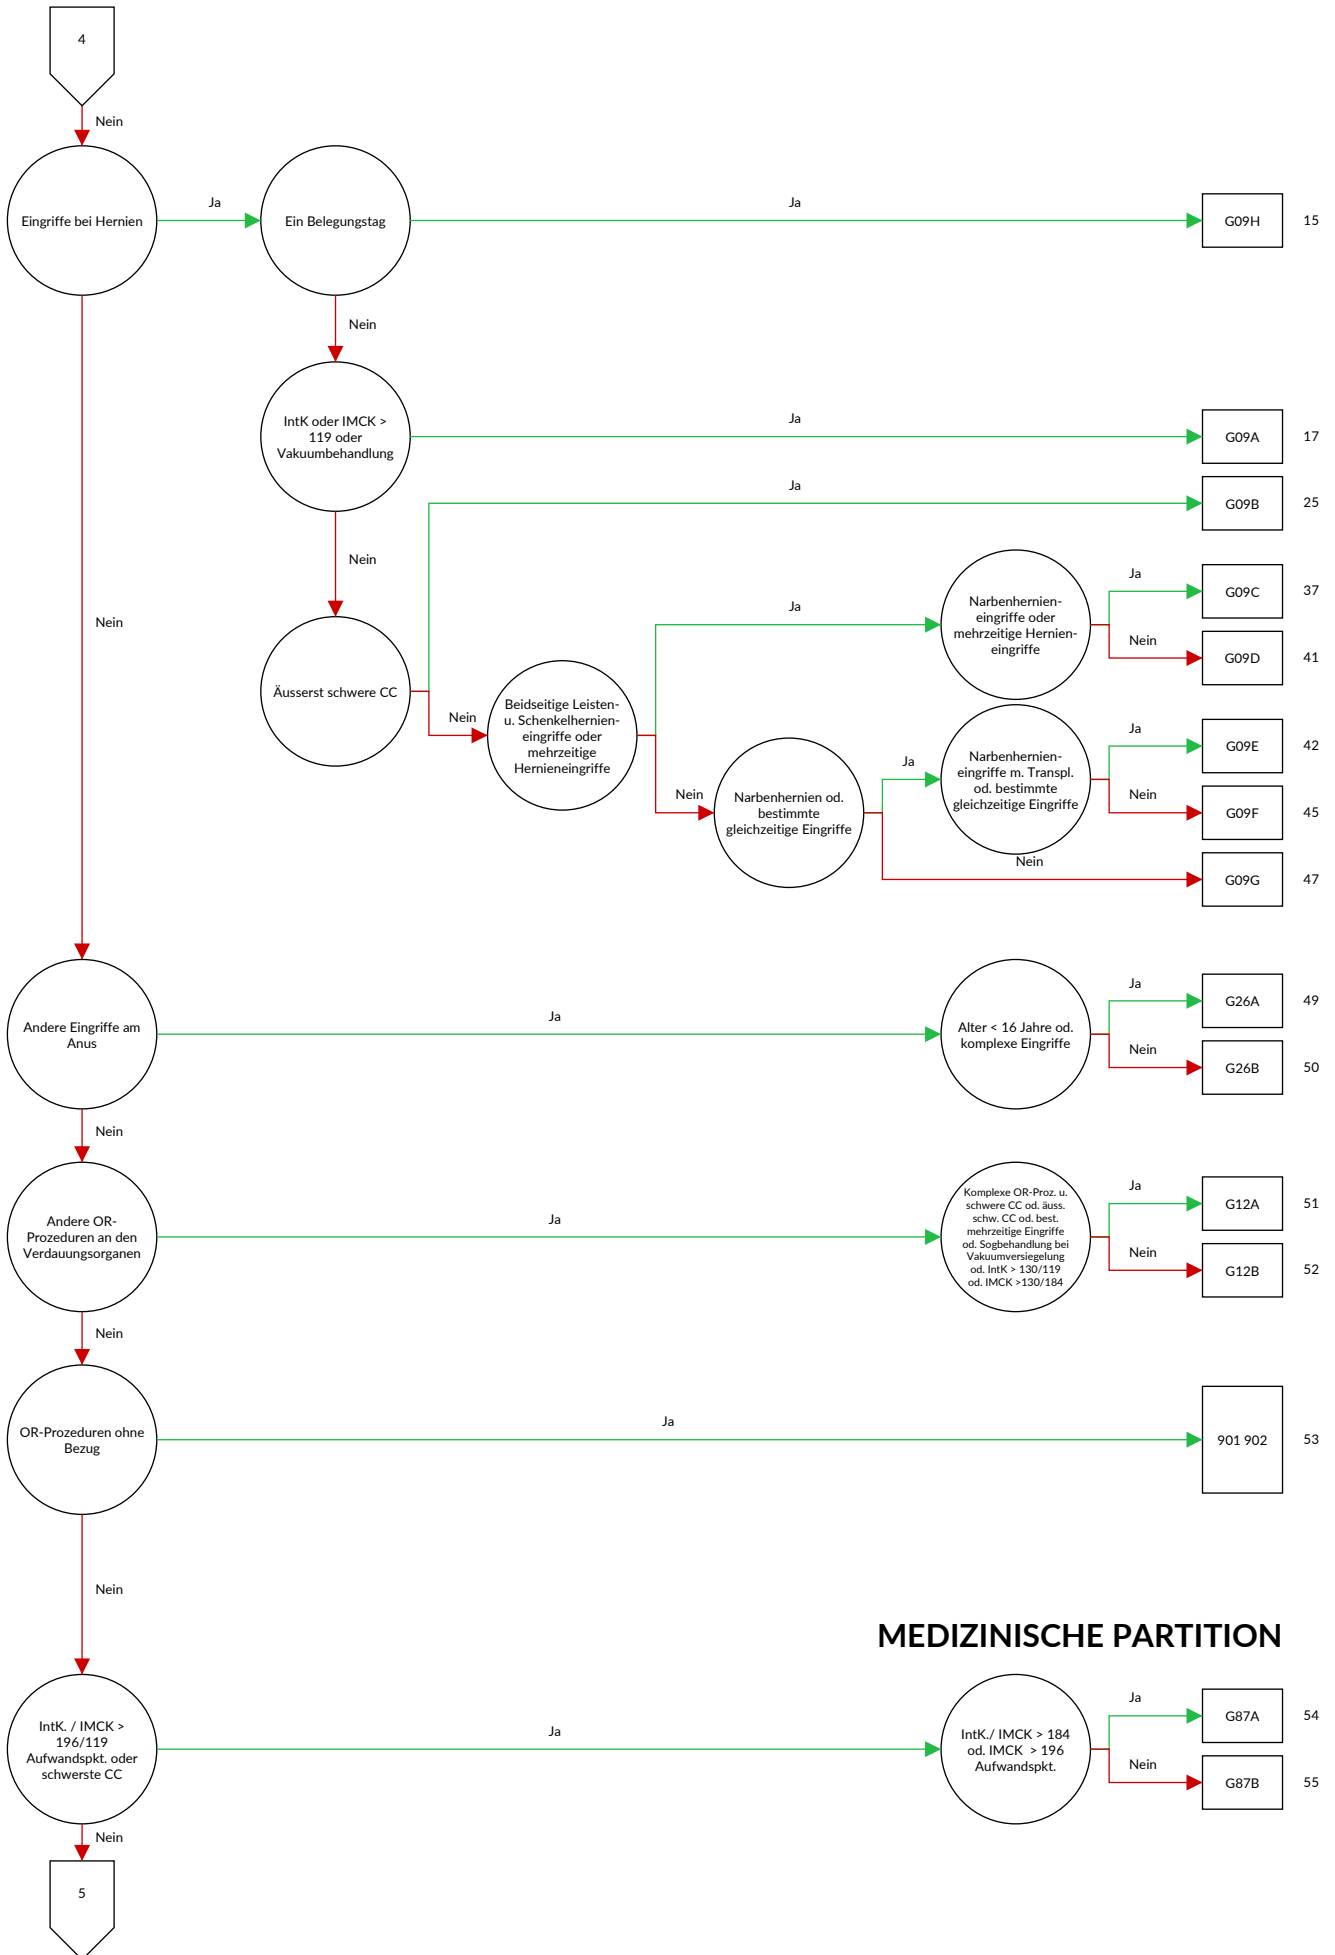 4
Nein
Eingriffe bei Hernien
Ja
Ein Belegungstag
Ja
G09H
15
Nein
IntK oder IMCK >
119 oder
Vakuumbehandlung
Ja
G09A
17
Ja
G09B
25
Nein
Äusserst schwere CC
Nein
Beidseitige Leisten-
u. Schenkelhernien-
eingriffe oder
mehrzeitige
Hernieneingriffe
Ja
Narbenhernien-
eingriffe oder
mehrzeitige Hernien-
eingriffe
Ja
G09C
37
Nein
G09D
41
Nein
Narbenhernien od.
bestimmte
gleichzeitige Eingriffe
Ja
Narbenhernien-
eingriffe m. Transpl.
od. bestimmte
gleichzeitige Eingriffe
Ja
G09E
42
Nein
G09F
45
Nein
G09G
47
Nein
Andere Eingriffe am
Anus
Ja
Alter < 16 Jahre od.
komplexe Eingriffe
Ja
G26A
49
Nein
G26B
50
Nein
Andere OR-
Prozeduren an den
Verdauungsorganen
Ja
Komplexe OR-Proz. u.
schwere CC od. äuss.
schw. CC od. best.
mehrzeitige Eingriffe
od. Sogbehandlung bei
Vakuumversiegelung
od. IntK > 130/119
od. IMCK >130/184
Ja
G12A
51
Nein
G12B
52
Nein
OR-Prozeduren ohne
Bezug
Ja
901 902
53
Nein
MEDIZINISCHE PARTITION
IntK. / IMCK >
196/119
Aufwandspkt. oder
schwerste CC
Ja
IntK./ IMCK > 184
od. IMCK > 196
Aufwandspkt.
Ja
G87A
54
Nein
G87B
55
Nein
5